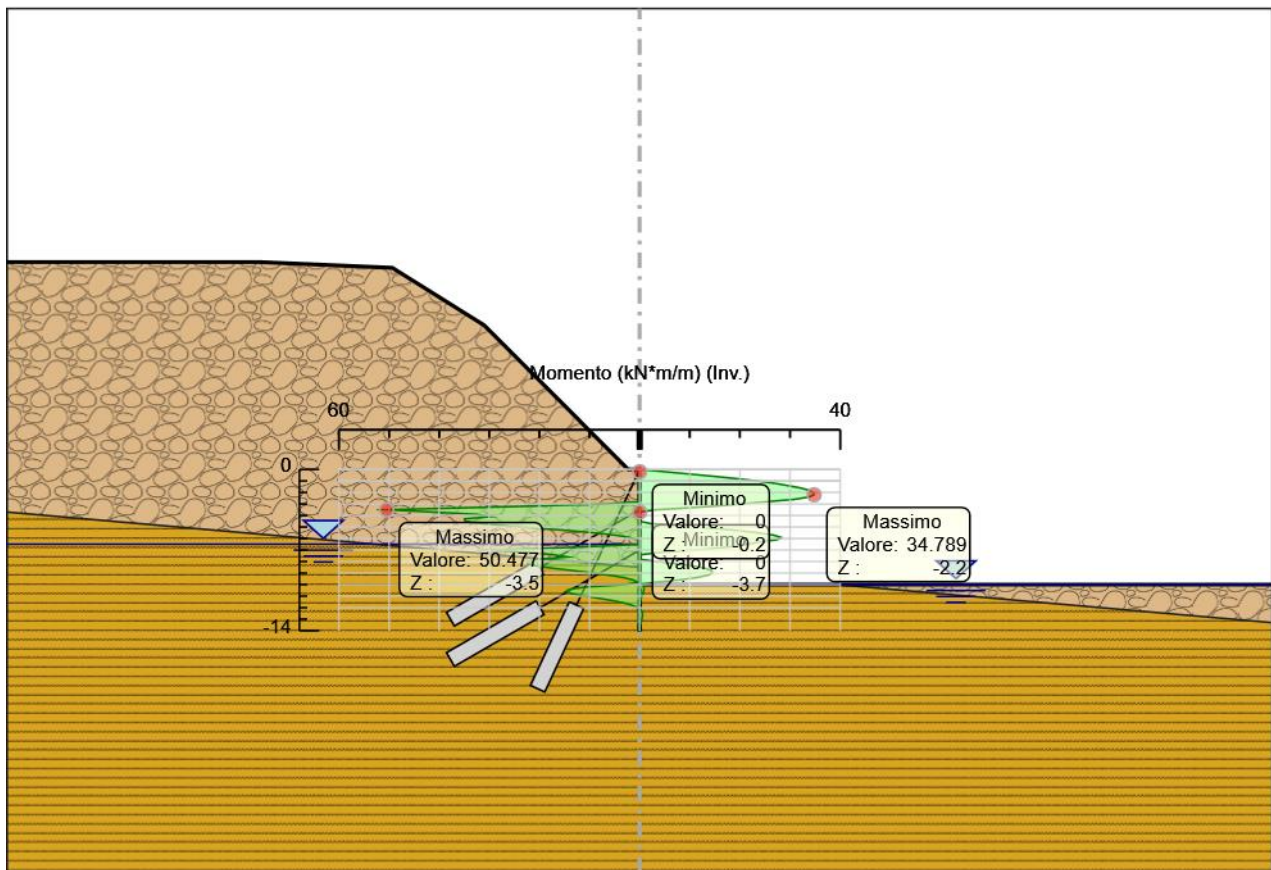 Momento (kN*m/m) (Inv.)
60
40
0
Minimo
Valore: 0
Z : -0.2
Minimo
Valore: 0
Z : -3.7
Massimo
Valore: 50.477
Z : -3.5
Massimo
Valore: 34.789
Z : -2.2
-14